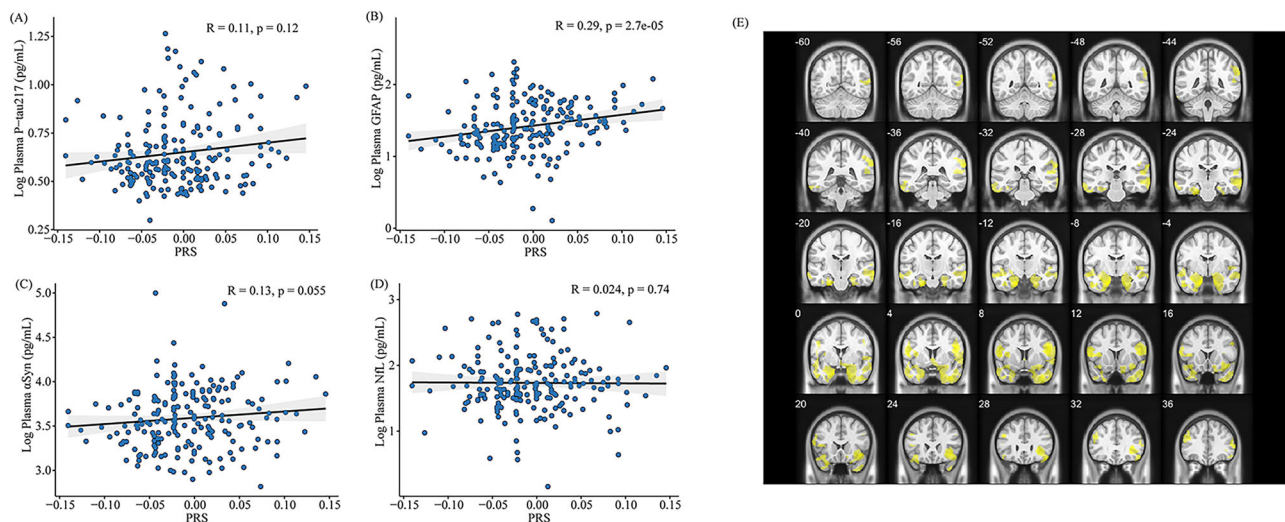 (A)
R = 0.11, p = 0.12
Log Plasma P−tau217 (pg/mL)
1.25
1.00
0.75
0.50
0.25
−0.15 −0.10 −0.05 0.00 0.05 0.10 0.15
PRS
(B)
R = 0.29, p = 2.7e-05
Log Plasma GFAP (pg/mL)
2
1
0
−0.15 −0.10 −0.05 0.00 0.05 0.10 0.15
PRS
(C)
R = 0.13, p = 0.055
Log Plasma αSyn (pg/mL)
5.0
4.5
4.0
3.5
3.0
−0.15 −0.10 −0.05 0.00 0.05 0.10 0.15
PRS
(D)
R = 0.024, p = 0.74
Log Plasma NfL (pg/mL)
3
2
1
−0.15 −0.10 −0.05 0.00 0.05 0.10 0.15
PRS
(E)
-60 -56 -52 -48 -44
-40 -36 -32 -28 -24
-20 -16 -12 -8 -4
0 4 8 12 16
20 24 28 32 36